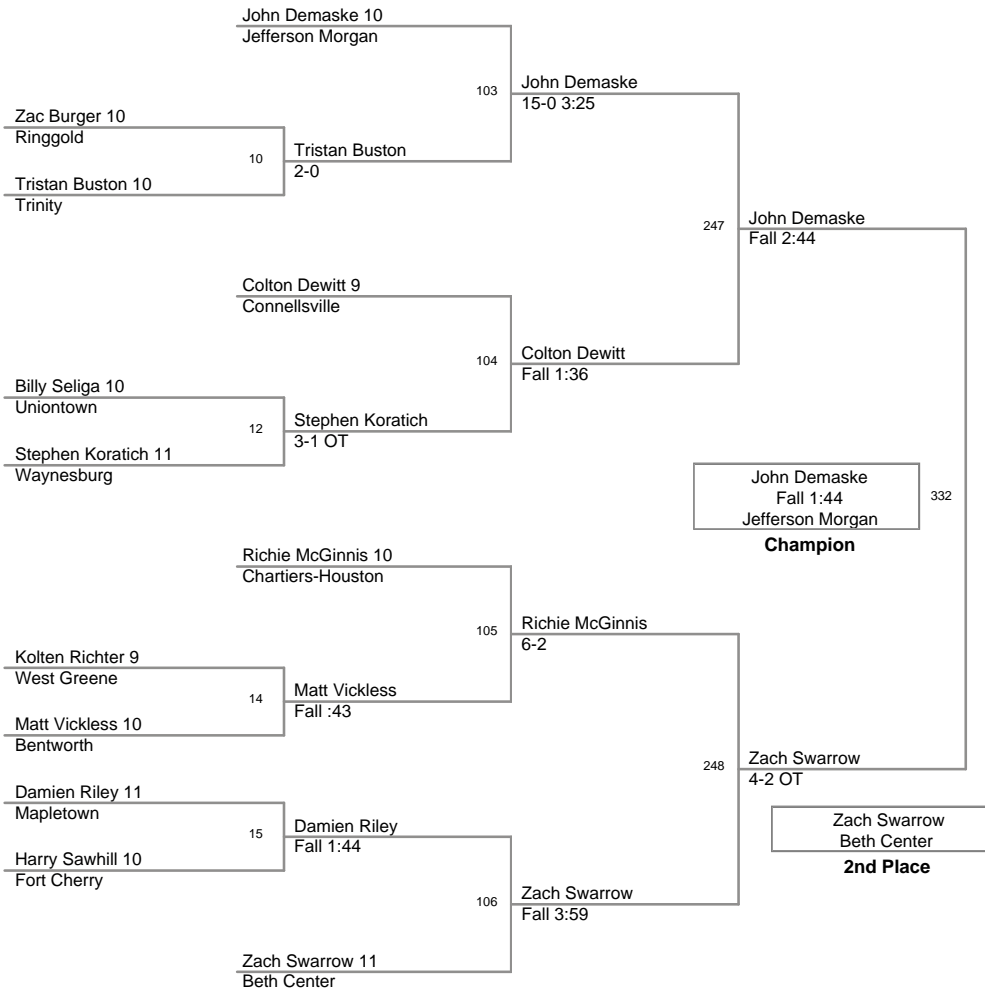 John Demaske 10
Jefferson Morgan
103
John Demaske
15-0 3:25
Zac Burger 10
Ringgold
10
Tristan Buston
2-0
Tristan Buston 10
Trinity
247
John Demaske
Fall 2:44
Colton Dewitt 9
Connellsville
104
Colton Dewitt
Fall 1:36
Billy Seliga 10
Uniontown
12
Stephen Koratich
3-1 OT
Stephen Koratich 11
Waynesburg
John Demaske
Fall 1:44
Jefferson Morgan
332
Champion
Richie McGinnis 10
Chartiers-Houston
105
Richie McGinnis
6-2
Kolten Richter 9
West Greene
14
Matt Vickless
Fall :43
Matt Vickless 10
Bentworth
248
Zach Swarrow
4-2 OT
Damien Riley 11
Mapletown
15
Damien Riley
Fall 1:44
Harry Sawhill 10
Fort Cherry
Zach Swarrow
Beth Center
2nd Place
106
Zach Swarrow
Fall 3:59
Zach Swarrow 11
Beth Center